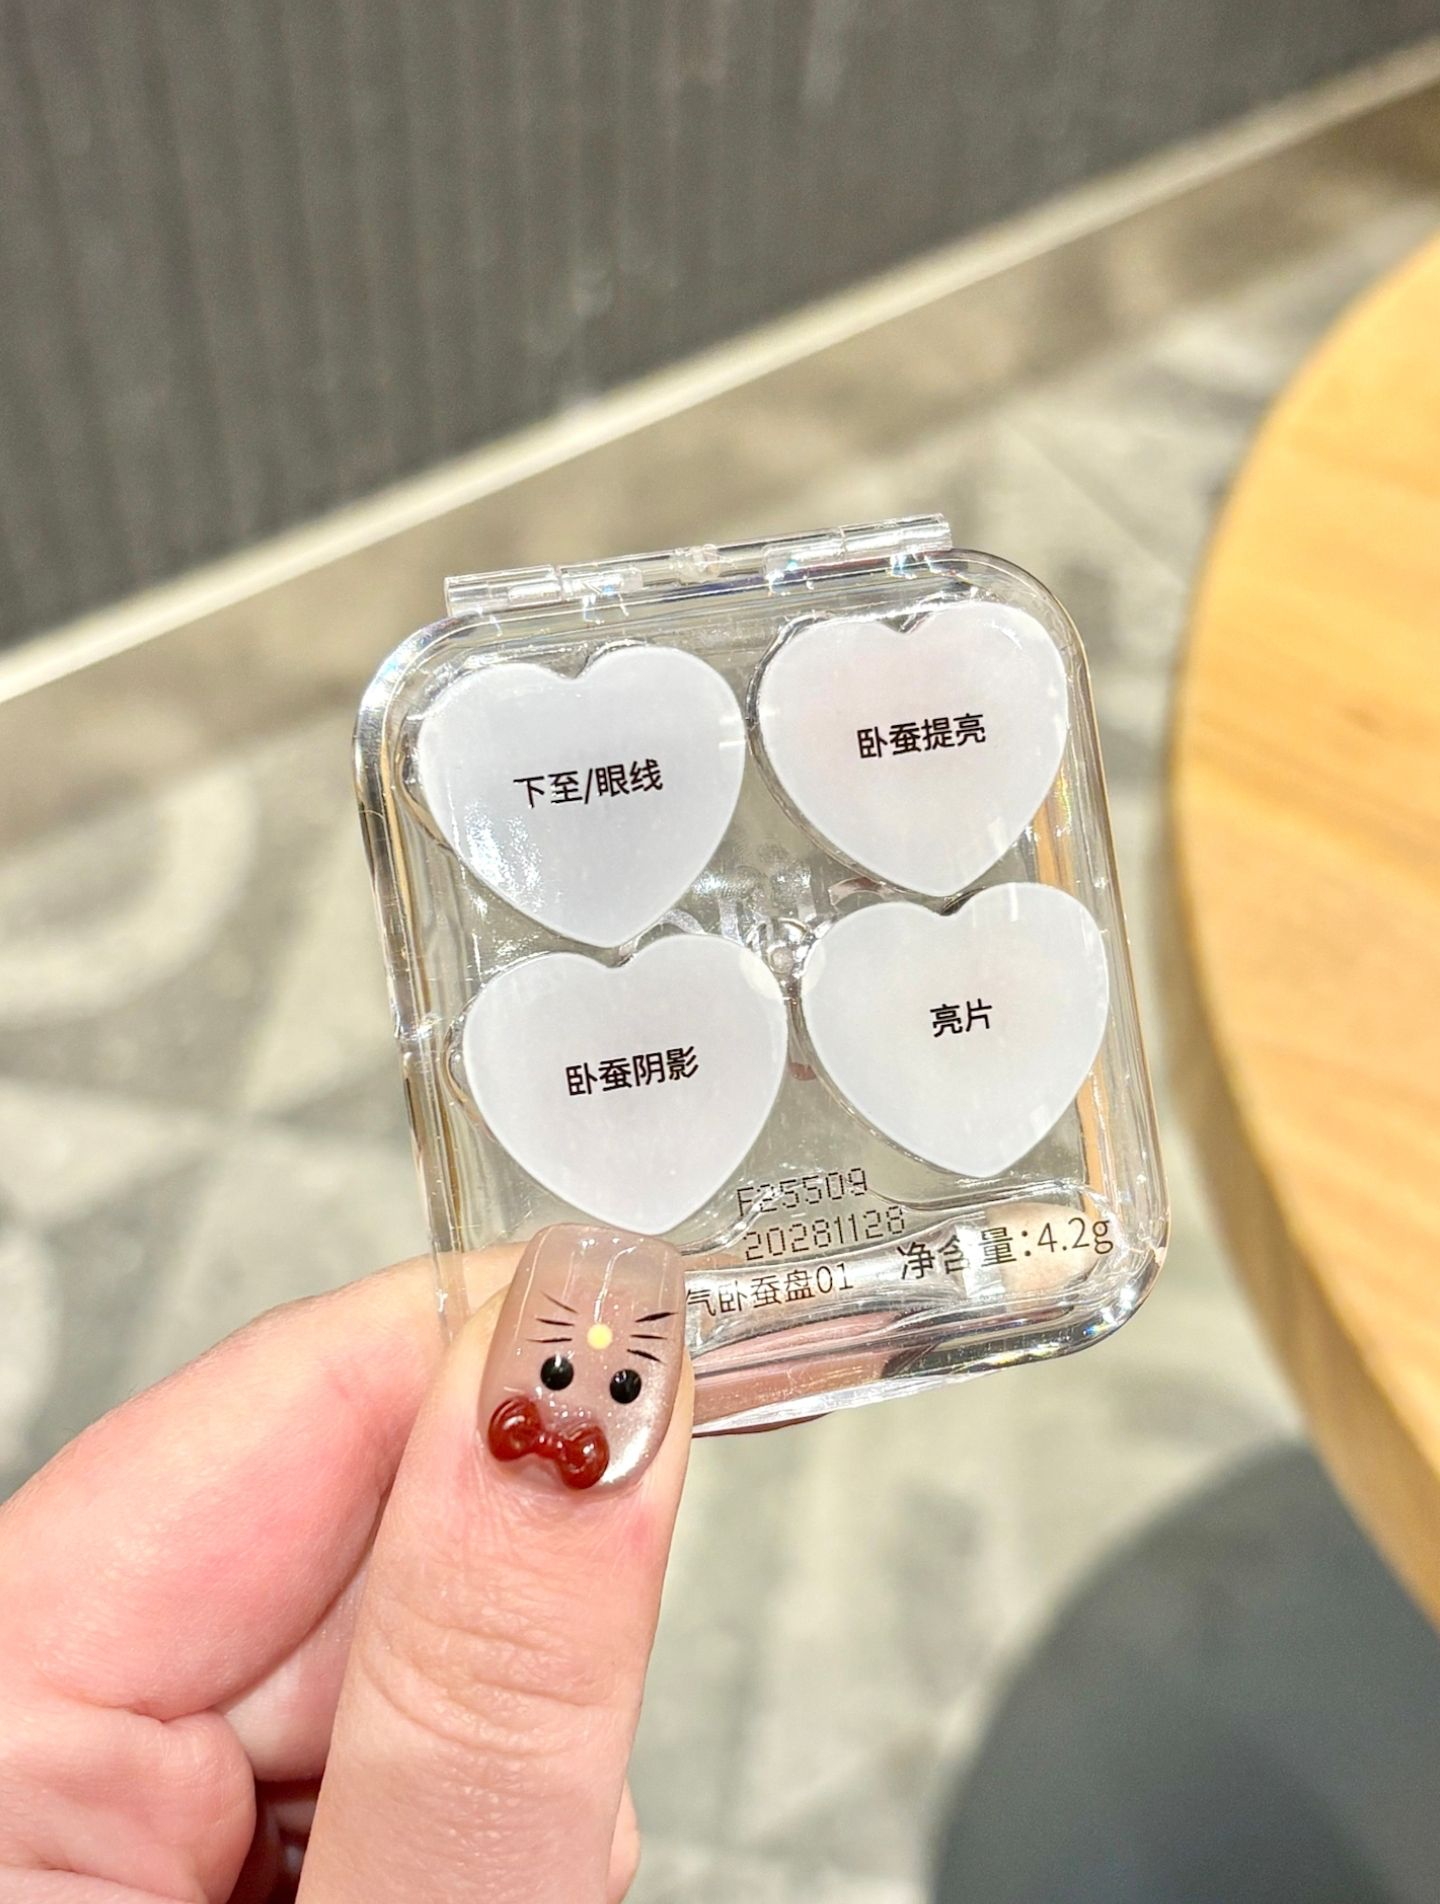 下至/眼线
卧蚕提亮
卧蚕阴影
亮片
F25509
20281128
净含量:4.2g
气卧蚕盘01